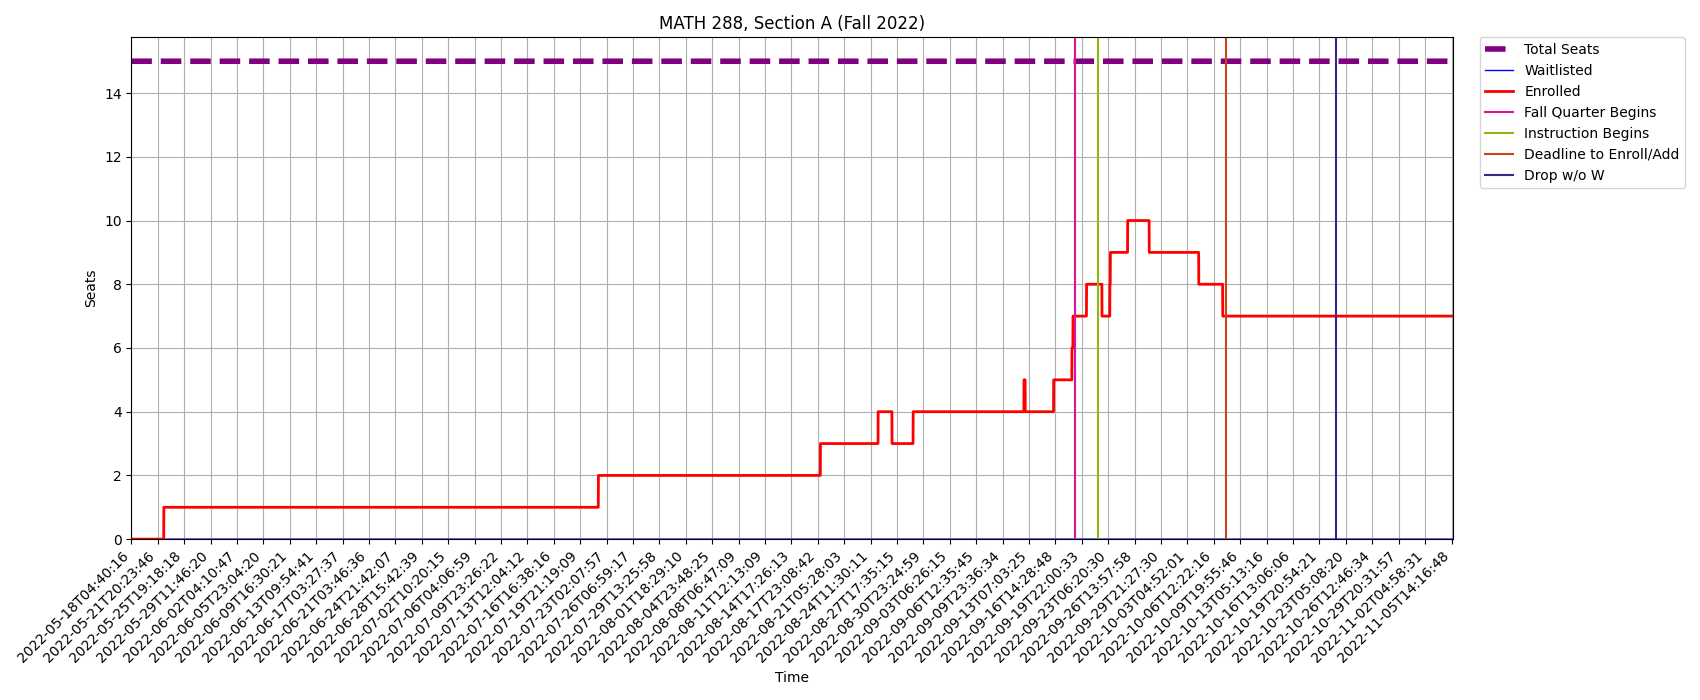 MATH 288, Section A (Fall 2022)
Total Seats
Waitlisted
Enrolled
Fall Quarter Begins
Instruction Begins
Deadline to Enroll/Add
Drop w/o W
Seats
14
12
10
8
6
4
2
0
2022-05-18T04:40:16
2022-05-21T20:23:46
2022-05-25T19:18:18
2022-05-29T11:46:20
2022-06-02T04:10:47
2022-06-05T23:04:20
2022-06-09T16:30:21
2022-06-13T09:54:41
2022-06-17T03:27:37
2022-06-21T03:46:36
2022-06-24T21:42:07
2022-06-28T15:42:39
2022-07-02T10:20:15
2022-07-06T04:06:59
2022-07-09T23:26:22
2022-07-13T12:04:12
2022-07-16T16:38:16
2022-07-19T21:19:09
2022-07-23T02:07:57
2022-07-26T06:59:17
2022-07-29T13:25:58
2022-08-01T18:29:10
2022-08-04T23:48:25
2022-08-08T06:47:09
2022-08-11T12:13:09
2022-08-14T17:26:13
2022-08-17T23:08:42
2022-08-21T05:28:03
2022-08-24T11:30:11
2022-08-27T17:35:15
2022-08-30T23:24:59
2022-09-03T06:26:15
2022-09-06T12:35:45
2022-09-09T23:36:34
2022-09-13T07:03:25
2022-09-16T14:28:48
2022-09-19T22:00:33
2022-09-23T06:20:30
2022-09-26T13:57:58
2022-09-29T21:27:30
2022-10-03T04:52:01
2022-10-06T12:22:16
2022-10-09T19:55:46
2022-10-13T05:13:16
2022-10-16T13:06:06
2022-10-19T20:54:21
2022-10-23T05:08:20
2022-10-26T12:46:34
2022-10-29T20:31:57
2022-11-02T04:58:31
2022-11-05T14:16:48
Time